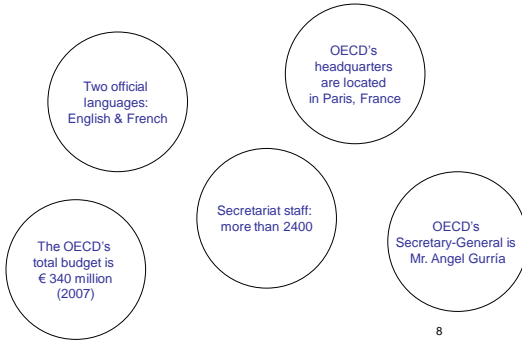 Two official
languages:
English & French
OECD's
headquarters
are located
in Paris, France
Secretariat staff:
more than 2400
The OECD's
total budget is
€ 340 million
(2007)
OECD's
Secretary-General is
Mr. Angel Gurría
8